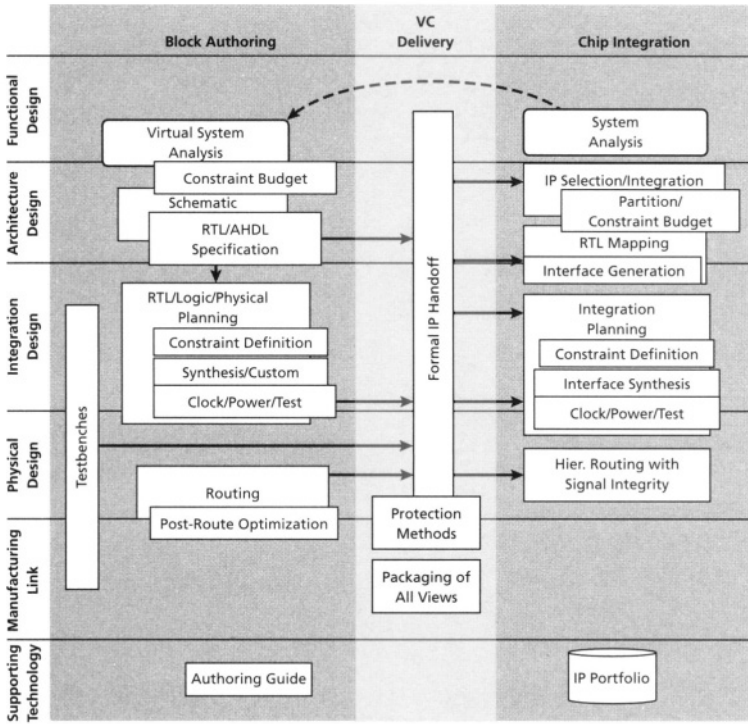 Block Authoring
VC
Delivery
Chip Integration
Functional
Design
Virtual System
Analysis
System
Analysis
Architecture
Design
Constraint Budget
Schematic
RTL/AHDL
Specification
IP Selection/Integration
Partition/
Constraint Budget
RTL Mapping
Interface Generation
Formal IP Handoff
Integration
Design
RTL/Logic/Physical
Planning
Constraint Definition
Synthesis/Custom
Clock/Power/Test
Integration
Planning
Constraint Definition
Interface Synthesis
Clock/Power/Test
Testbenches
Physical
Design
Routing
Post-Route Optimization
Hier. Routing with
Signal Integrity
Protection
Methods
Manufacturing
Link
Packaging of
All Views
Supporting
Technology
Authoring Guide
IP Portfolio